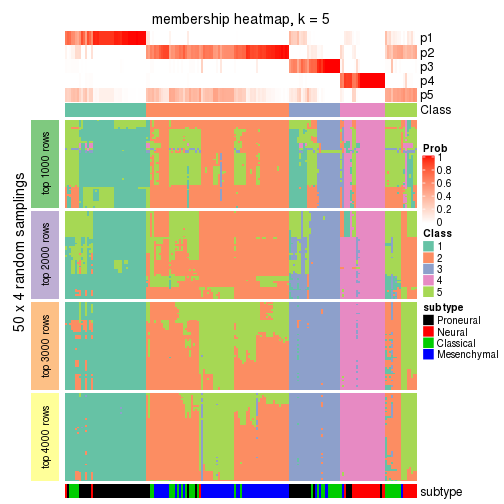 membership heatmap, k = 5
p1
p2
p3
p4
p5
Class
50 x 4 random samplings
top 1000 rows
top 2000 rows
top 3000 rows
top 4000 rows
Prob
1
0.8
0.6
0.4
0.2
0
Class
1
2
3
4
5
subtype
Proneural
Neural
Classical
Mesenchymal
subtype